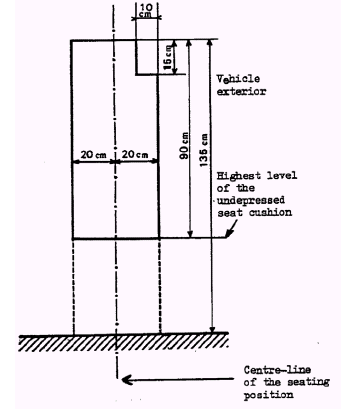 10
cm
15 cm
Vehicle
exterior
90 cm
135 cm
20 cm
20 cm
Highest level
of the
undepressed
seat cushion
Centre-line
of the seating
position